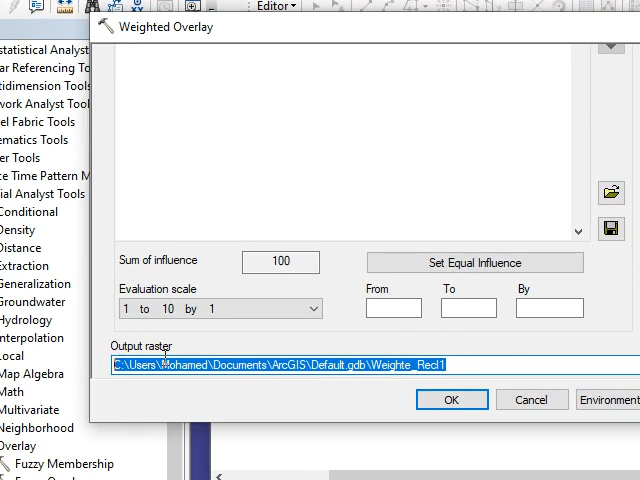 Editor
Weighted Overlay
statistical Analyst
ar Referencing To
tidimension Tools
work Analyst Tool
el Fabric Tools
ematics Tools
er Tools
ce Time Pattern M
ial Analyst Tools
Conditional
Density
Distance
Extraction
Generalization
Groundwater
Hydrology
nterpolation
Local
Map Algebra
Math
Multivariate
Neighborhood
Overlay
Fuzzy Membership
Sum of influence
100
Set Equal Influence
Evaluation scale
From
To
By
1 to 10 by 1
Output raster
C:\Users\Mohamed\Documents\ArcGIS\Default.gdb\Weighte_Recl1
OK
Cancel
Environment